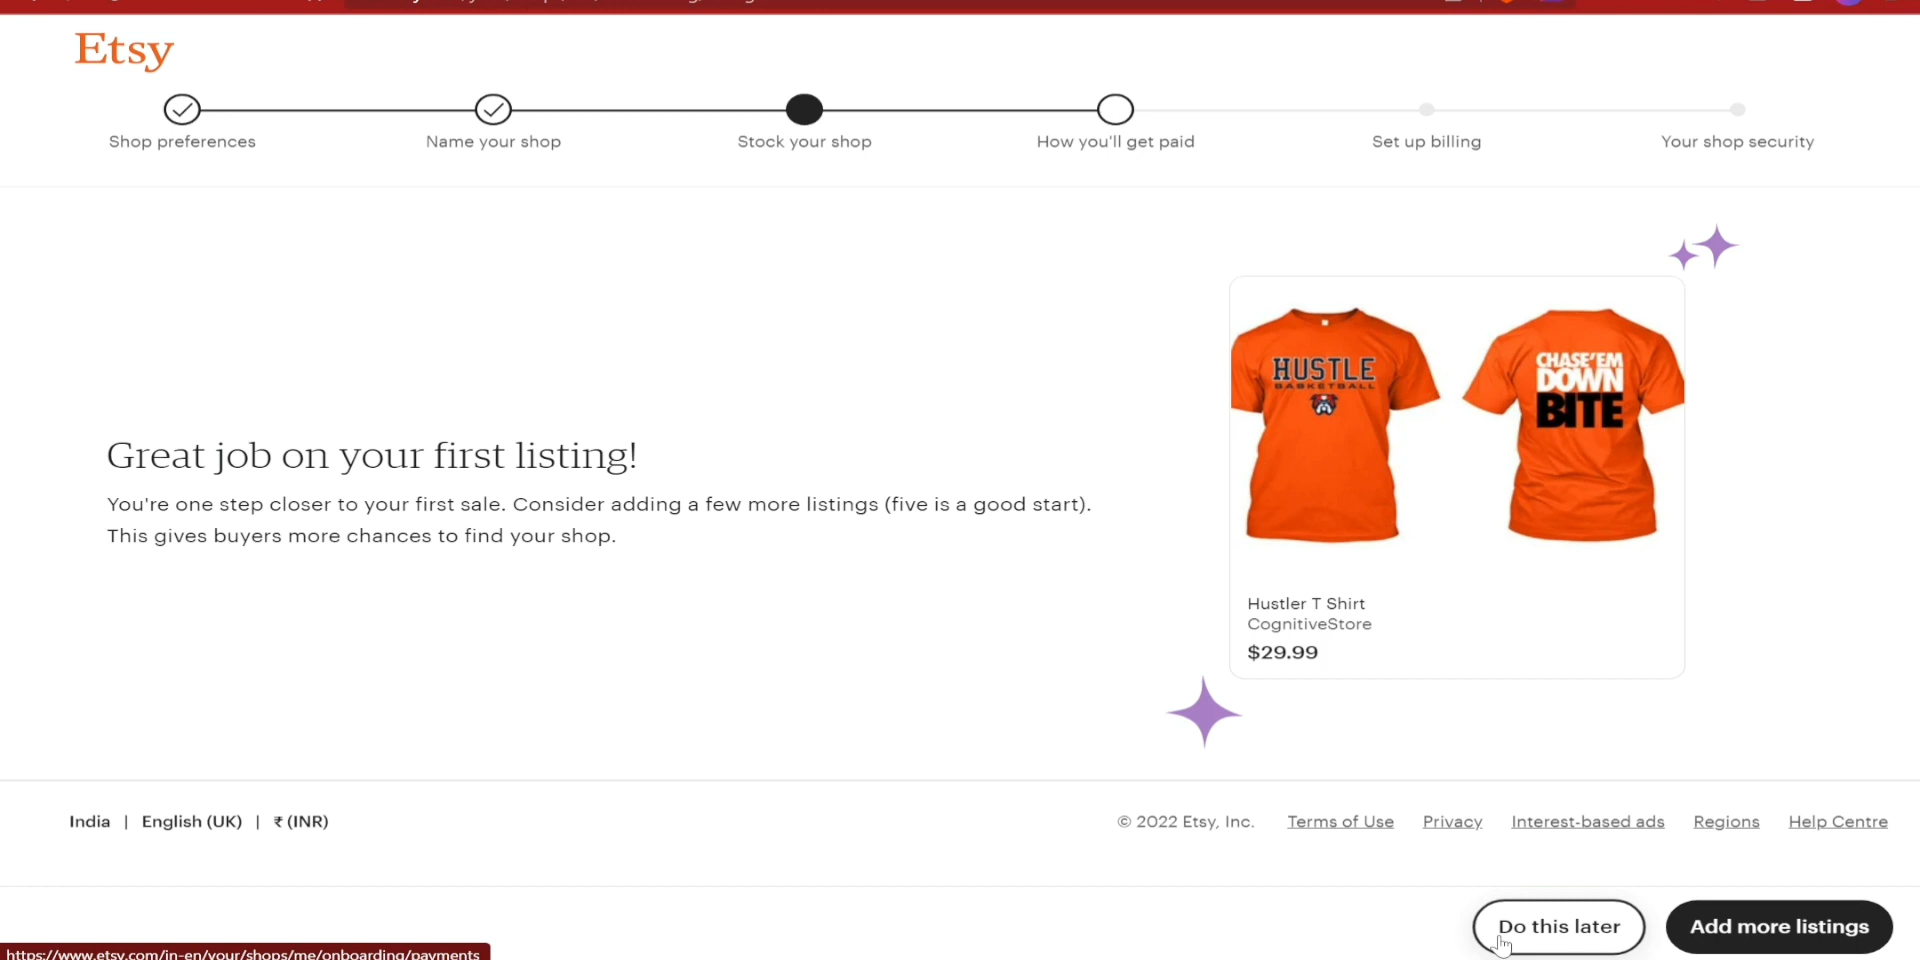 Etsy
Shop preferences
Name your shop
Stock your shop
How you'll get paid
Set up billing
Your shop security
Great job on your first listing!
You're one step closer to your first sale. Consider adding a few more listings (five is a good start).
This gives buyers more chances to find your shop.
HUSTLE
BASKETBALL
CHASE'EM
DOWN
BITE
Hustler T Shirt
CognitiveStore
$29.99
India | English (UK) | ₹ (INR)
© 2022 Etsy, Inc. Terms of Use Privacy Interest-based ads Regions Help Centre
Do this later
Add more listings
https://www.etsy.com/in-en/your/shops/me/onboarding/payments